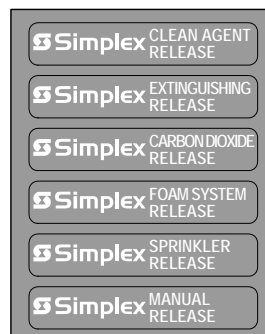 Simplex CLEAN AGENT
RELEASE
Simplex EXTINGUISHING
RELEASE
Simplex CARBON DIOXIDE
RELEASE
Simplex FOAM SYSTEM
RELEASE
Simplex SPRINKLER
RELEASE
Simplex MANUAL
RELEASE